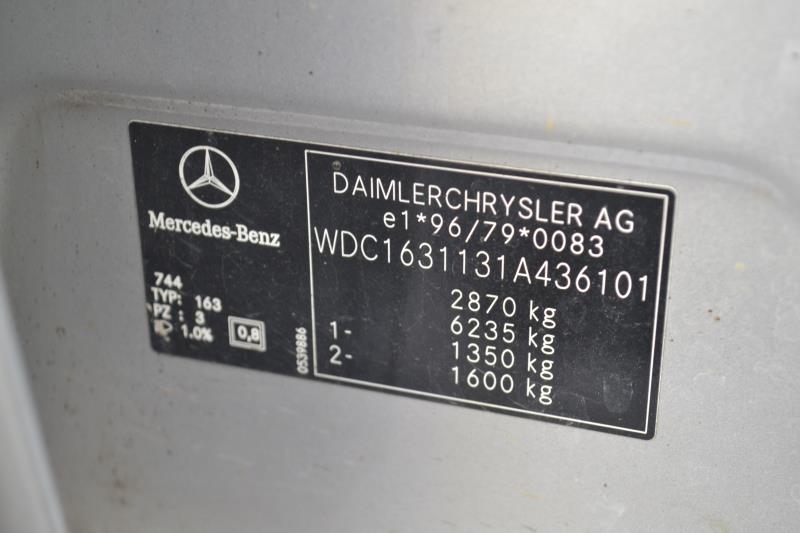 Mercedes-Benz
744
TYP: 163
PZ : 3
1.0%
0,8
0539886
DAIMLERCHRYSLER AG
e1*96/79*0083
WDC1631131A436101
2870 kg
1- 6235 kg
2- 1350 kg
1600 kg